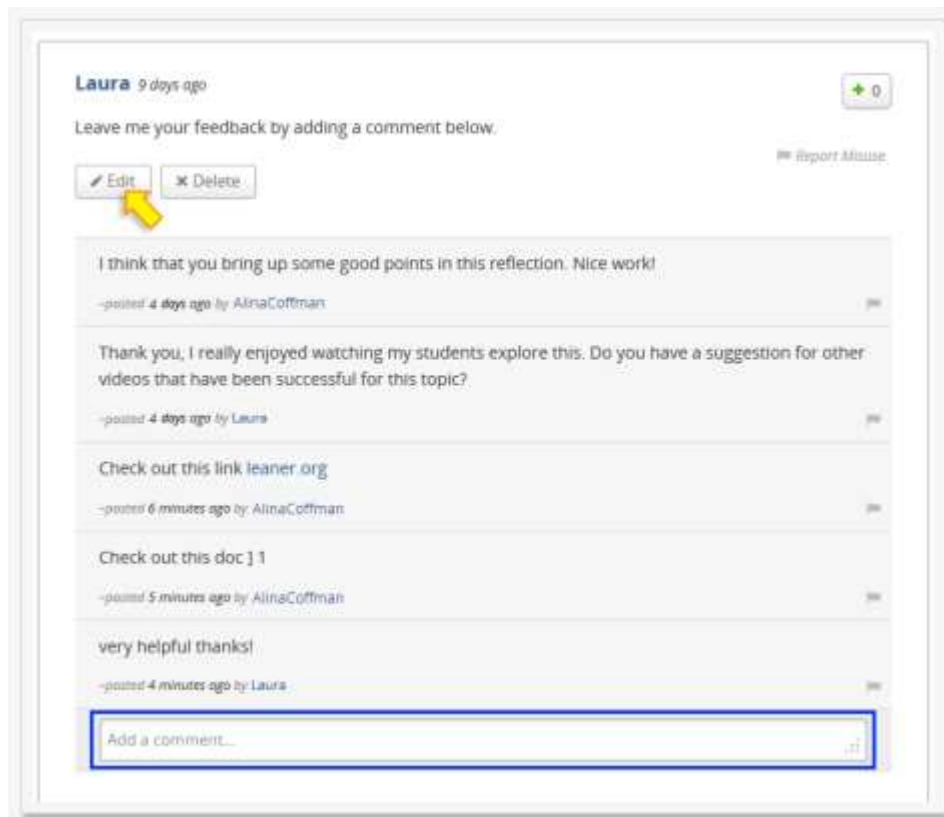 Laura 9 days ago
+ 0
Leave me your feedback by adding a comment below.
Report Misuse
Edit
Delete
I think that you bring up some good points in this reflection. Nice work!
-posted 4 days ago by AlinaCoffman
Thank you, I really enjoyed watching my students explore this. Do you have a suggestion for other
videos that have been successful for this topic?
-posted 4 days ago by Laura
Check out this link leaner.org
-posted 6 minutes ago by AlinaCoffman
Check out this doc ] 1
-posted 5 minutes ago by AlinaCoffman
very helpful thanks!
-posted 4 minutes ago by Laura
Add a comment...